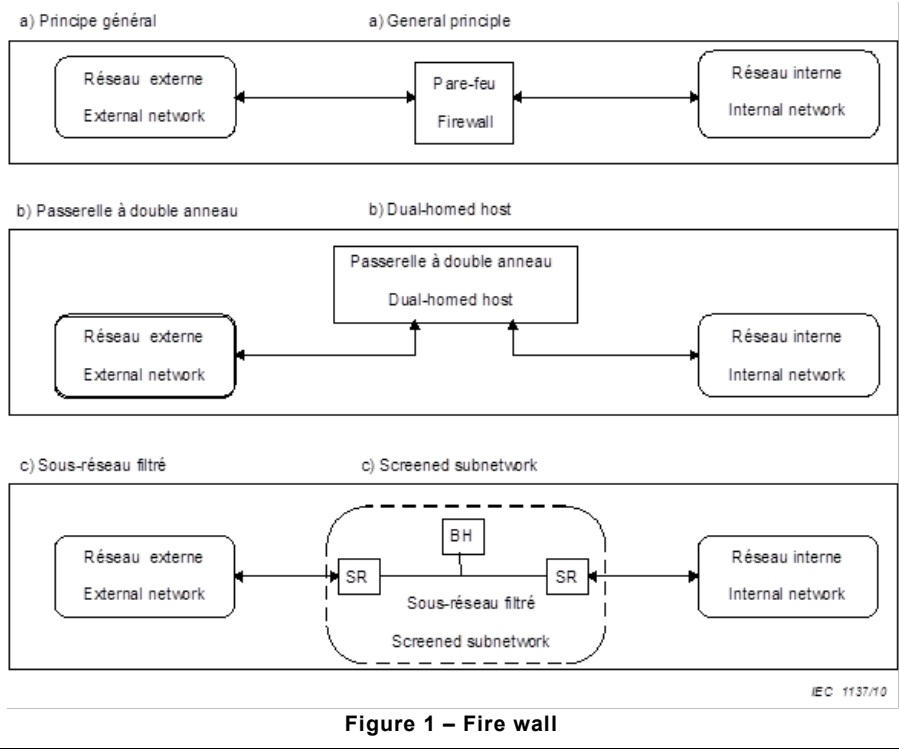 a) Principe général
a) General principle
Réseau externe
External network
Pare-feu
Firewall
Réseau interne
Internal network
b) Passerelle à double anneau
b) Dual-homed host
Passerelle à double anneau
Dual-homed host
Réseau externe
External network
Réseau interne
Internal network
c) Sous-réseau filtré
c) Screened subnetwork
Réseau externe
External network
SR
BH
SR
Sous-réseau filtré
Screened subnetwork
Réseau interne
Internal network
IEC 1137/10
Figure 1 – Fire wall